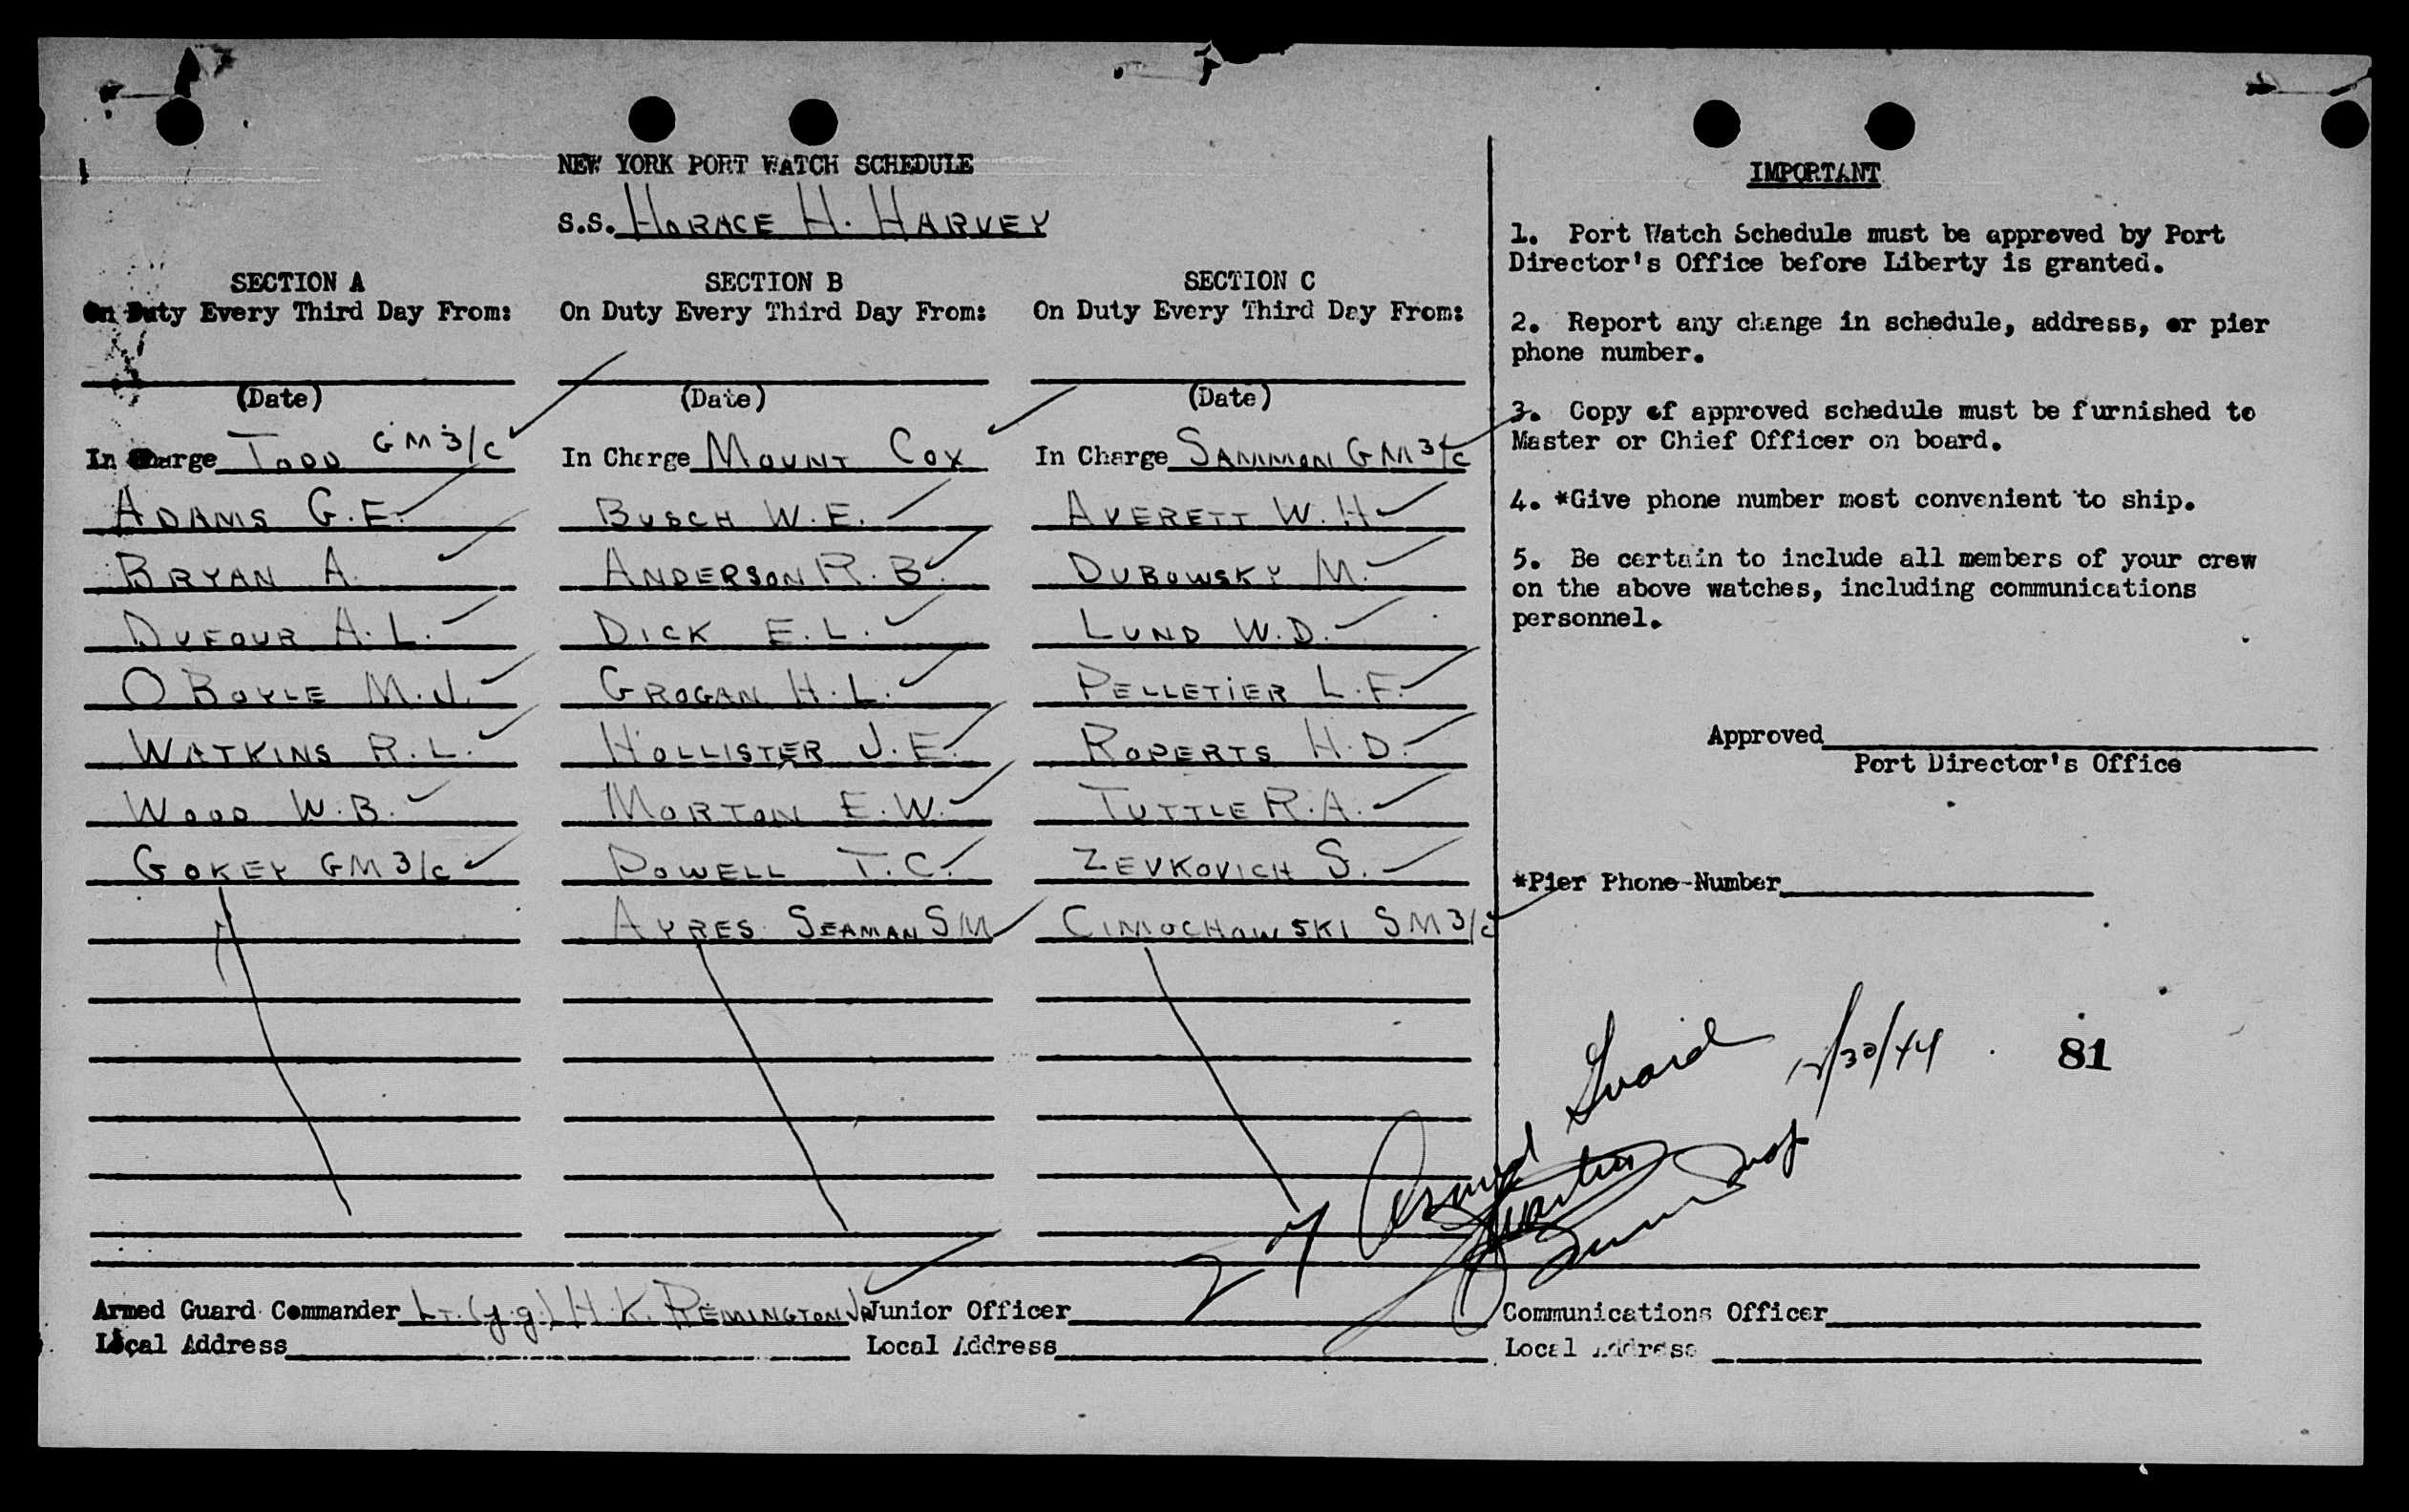 NEW YORK PORT WATCH SCHEDULE
S.S. HORACE H. HARVEY
SECTION A
On Duty Every Third Day From:
(Date)
In Charge TODD GM3/c
ADAMS G.E.
BRYAN A.
DUFOUR A.L.
O BOYLE M.J.
WATKINS R.L.
WOOD W.B.
GOKEY GM3/c
SECTION B
On Duty Every Third Day From:
(Date)
In Charge MOUNT COX
BUSCH W.E.
ANDERSON R.B.
DICK E.L.
GROGAN H.L.
HOLLISTER J.E.
MORTON E.W.
POWELL T.C.
AYRES SEAMAN SM
SECTION C
On Duty Every Third Day From:
(Date)
In Charge SAMMON GM3/c
AVERETT W.H.
DUBOWSKY M.
LUND W.D.
PELLETIER L.F.
ROPERTS H.D.
TUTTLE R.A.
ZEVKOVICH S.
CIMOCHOWSKI SM3/c
IMPORTANT
1. Port Watch Schedule must be approved by Port
Director's Office before Liberty is granted.
2. Report any change in schedule, address, or pier
phone number.
3. Copy of approved schedule must be furnished to
Master or Chief Officer on board.
4. *Give phone number most convenient to ship.
5. Be certain to include all members of your crew
on the above watches, including communications
personnel.
Approved
Port Director's Office
*Pier Phone-Number
12/30/44
81
27 Armed Guard
Armed Guard Commander LT. (j.g.) H.K. REMINGTON JR
Local Address
Junior Officer
Local Address
Communications Officer
Local Address